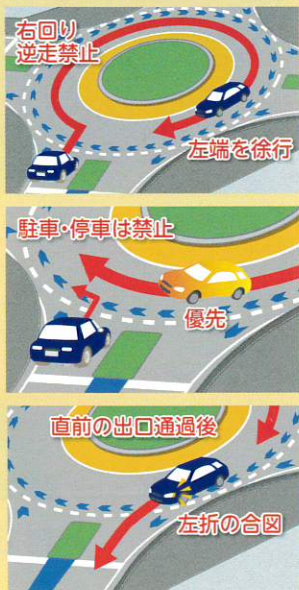 右回り
逆走禁止
左端を徐行
駐車・停車は禁止
優先
直前の出口通過後
左折の合図